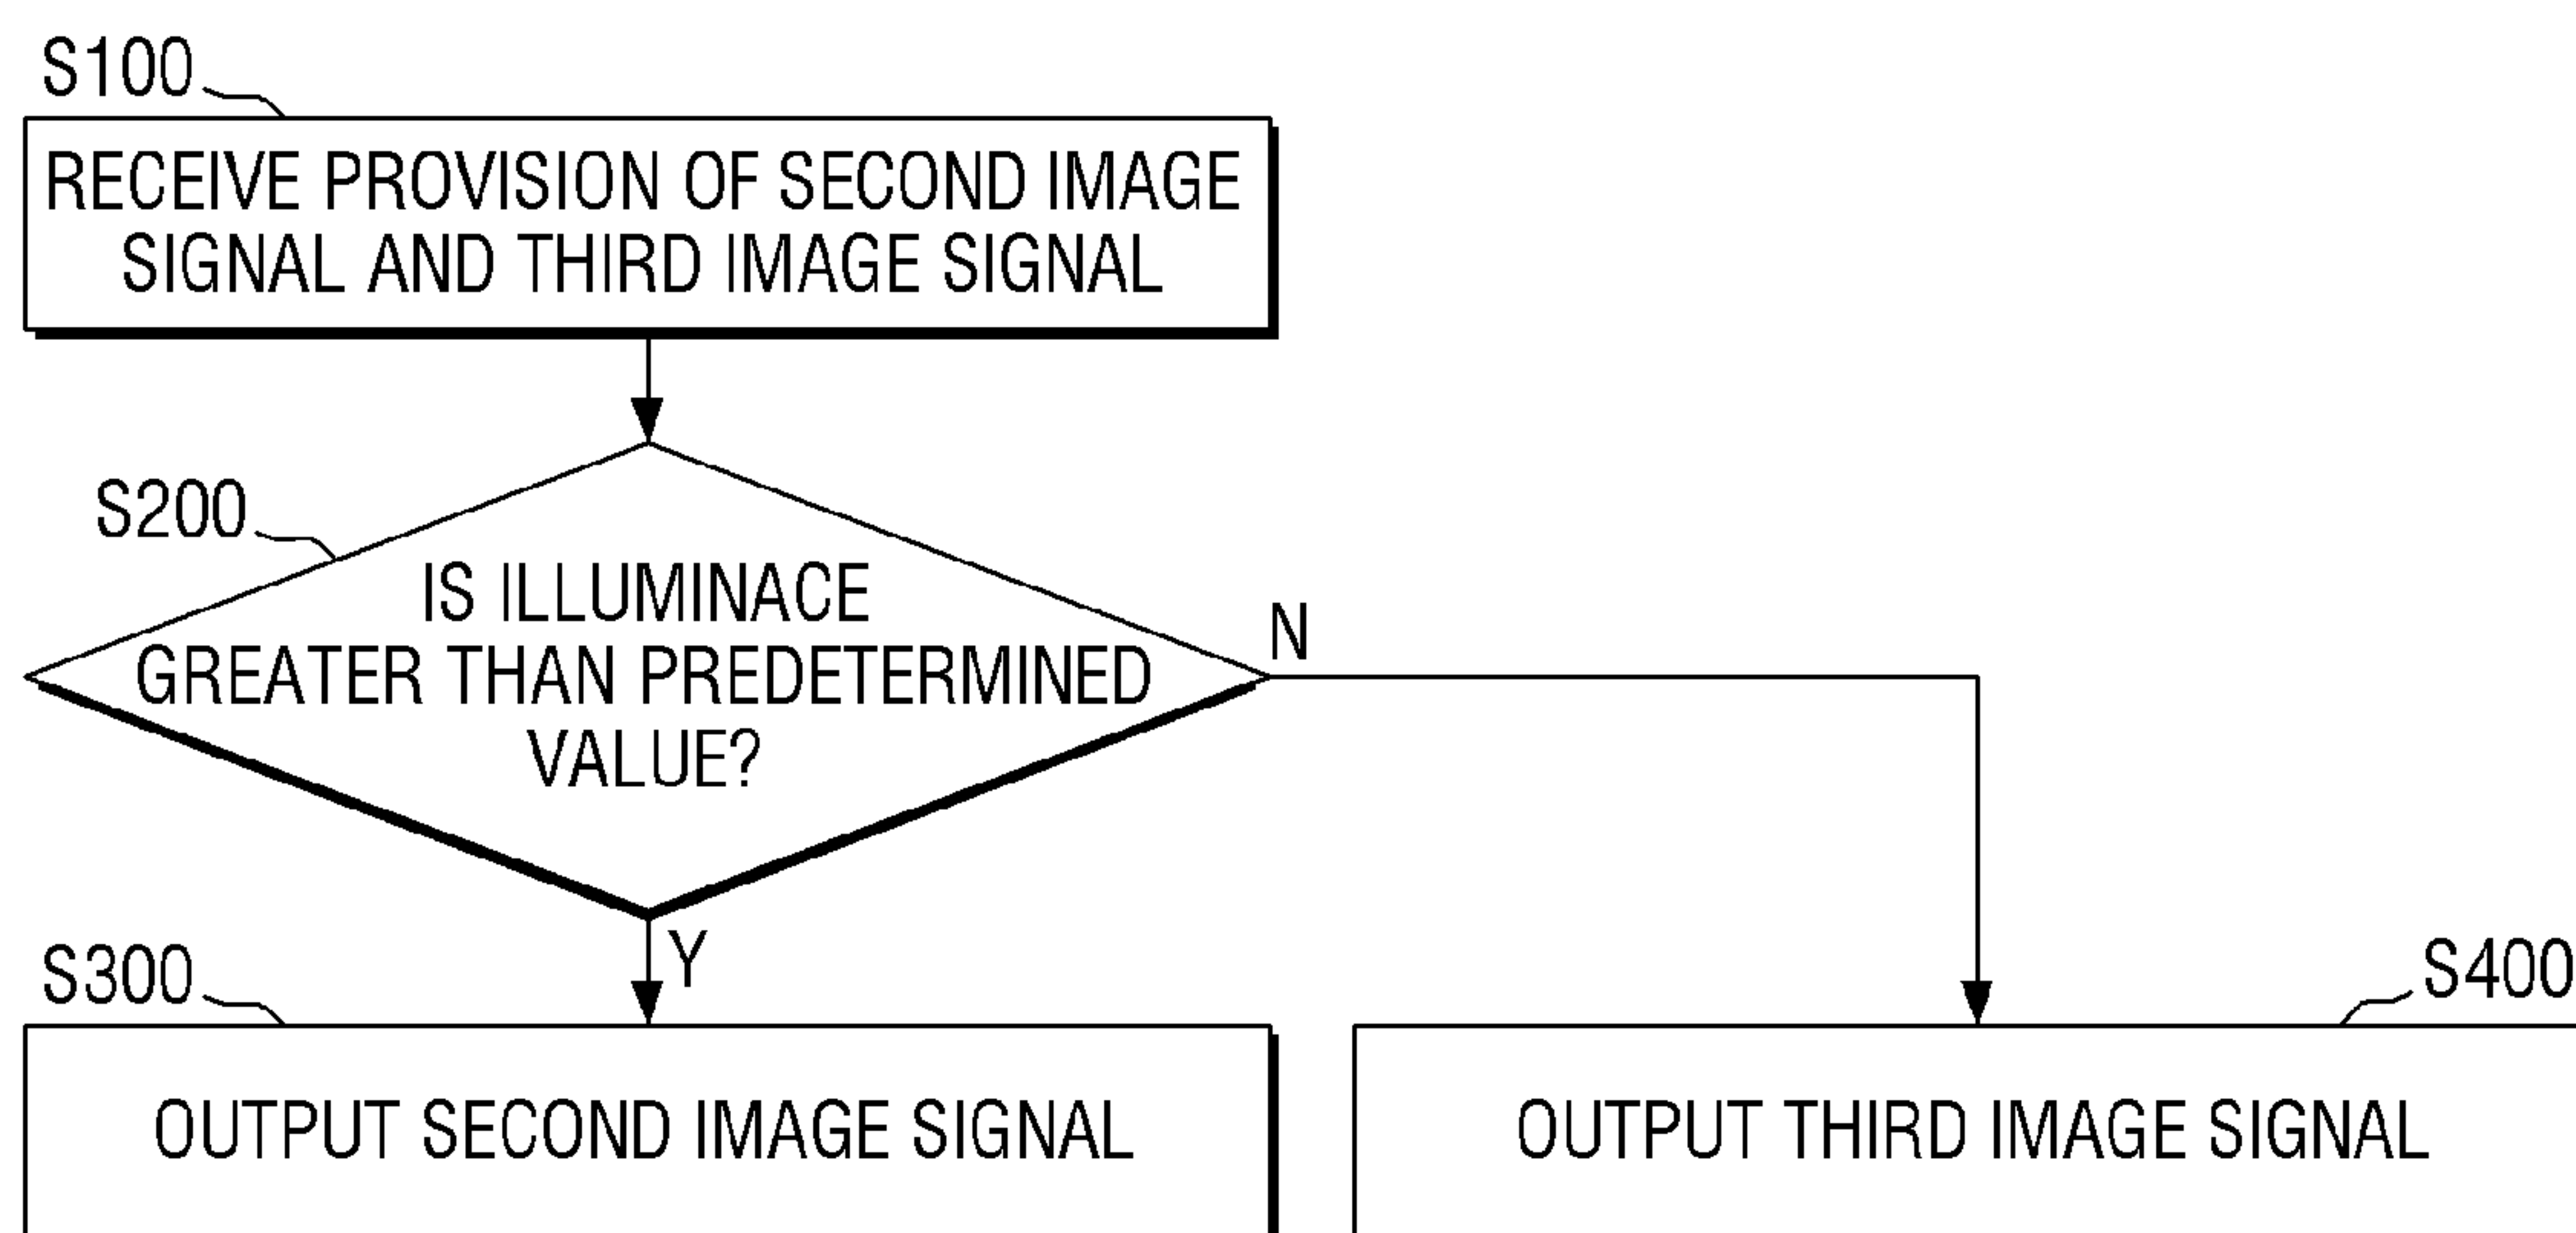 S100
RECEIVE PROVISION OF SECOND IMAGE
SIGNAL AND THIRD IMAGE SIGNAL
S200
IS ILLUMINACE
GREATER THAN PREDETERMINED
VALUE?
N
Y
S300
OUTPUT SECOND IMAGE SIGNAL
S400
OUTPUT THIRD IMAGE SIGNAL